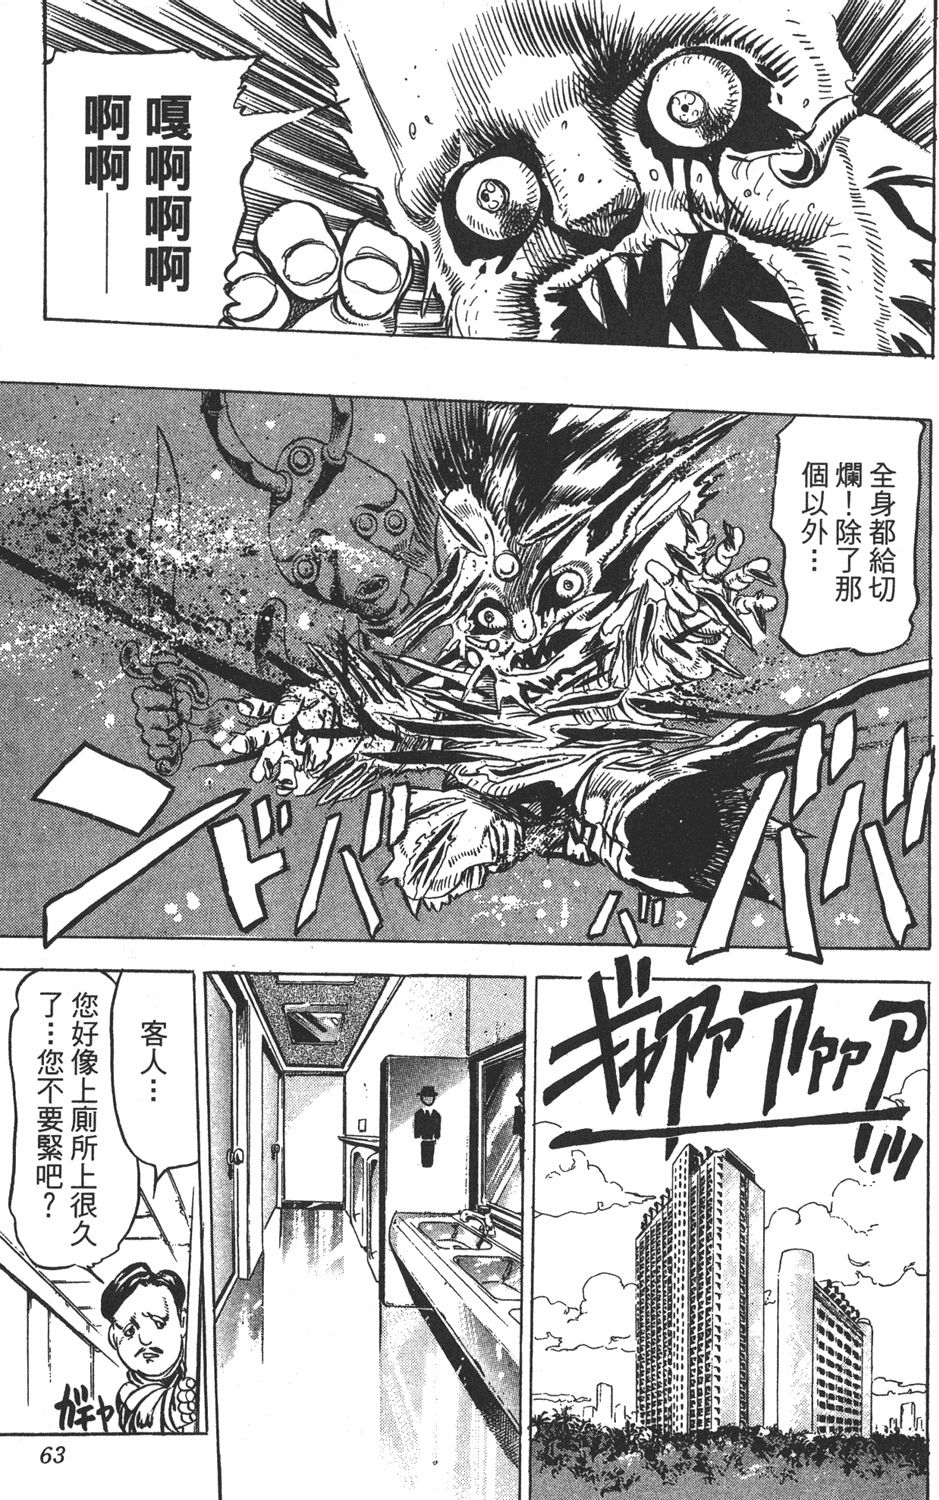 嘎啊啊啊
啊啊——
全身都給切
爛!除了那
個以外…
ンドババババババ
ギャアアアアアア
客人…
您好像上廁所上很久
了…您不要緊吧?
ガチャ
63